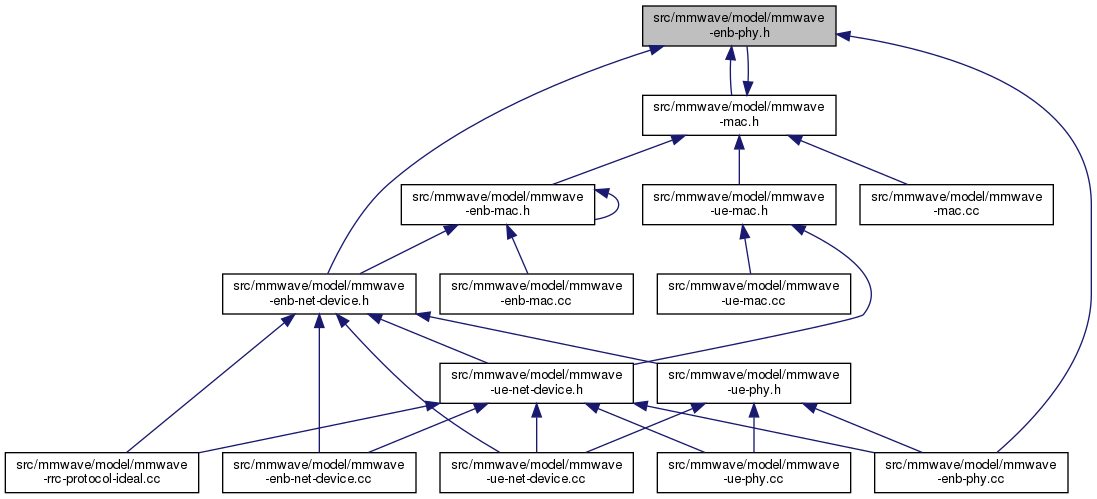 src/mmwave/model/mmwave
-enb-phy.h
src/mmwave/model/mmwave
-mac.h
src/mmwave/model/mmwave
-enb-mac.h
src/mmwave/model/mmwave
-ue-mac.h
src/mmwave/model/mmwave
-mac.cc
src/mmwave/model/mmwave
-enb-net-device.h
src/mmwave/model/mmwave
-enb-mac.cc
src/mmwave/model/mmwave
-ue-mac.cc
src/mmwave/model/mmwave
-ue-net-device.h
src/mmwave/model/mmwave
-ue-phy.h
src/mmwave/model/mmwave
-rrc-protocol-ideal.cc
src/mmwave/model/mmwave
-enb-net-device.cc
src/mmwave/model/mmwave
-ue-net-device.cc
src/mmwave/model/mmwave
-ue-phy.cc
src/mmwave/model/mmwave
-enb-phy.cc